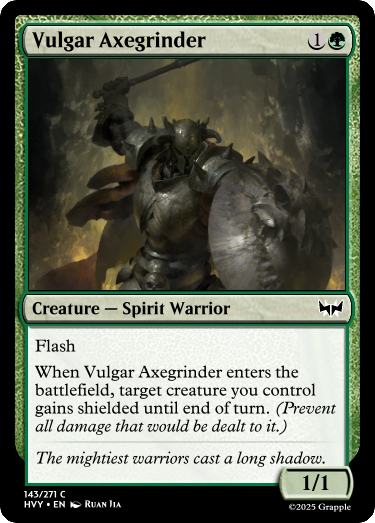 Vulgar Axegrinder 1
Creature — Spirit Warrior
Flash
When Vulgar Axegrinder enters the
battlefield, target creature you control
gains shielded until end of turn. (Prevent
all damage that would be dealt to it.)
The mightiest warriors cast a long shadow.
1/1
143/271 C
HVY • EN Ruan Jia
©2025 Grapple